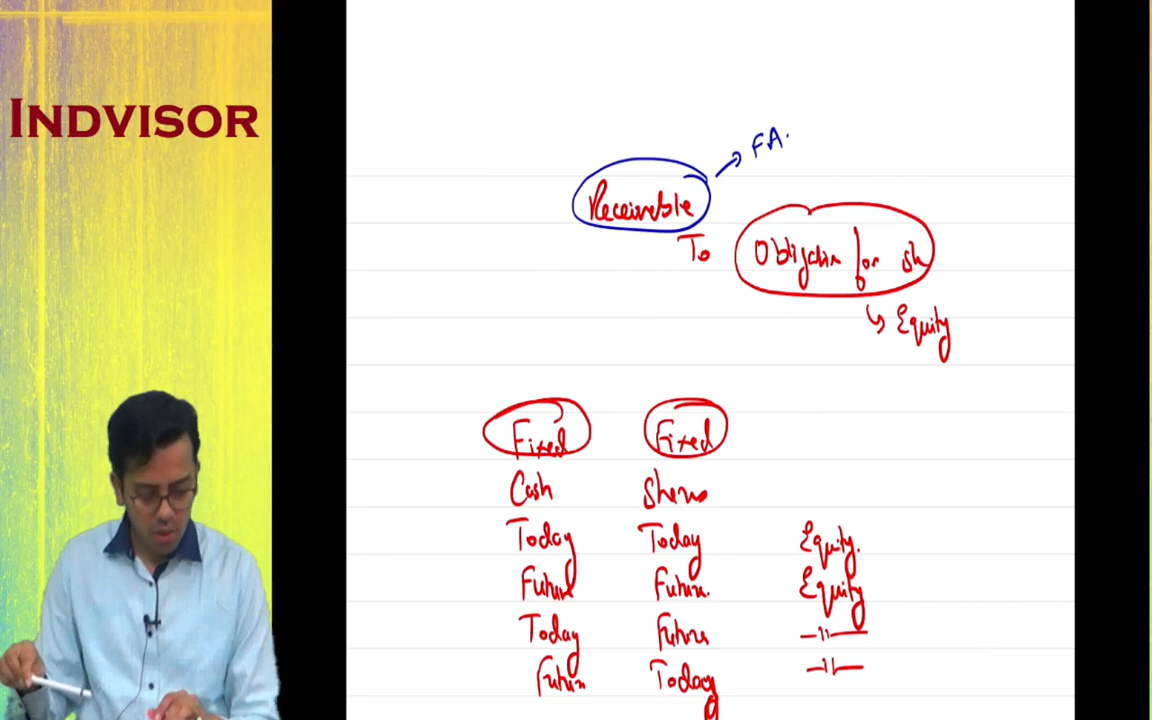 INDVISOR
→ FA.
Receivable
To
Obligation for sh
↳ Equity
Fixed Fixed
Cash Shares
Today Today Equity.
Future Future. Equity
Today Future —〃—
Future Today —〃—